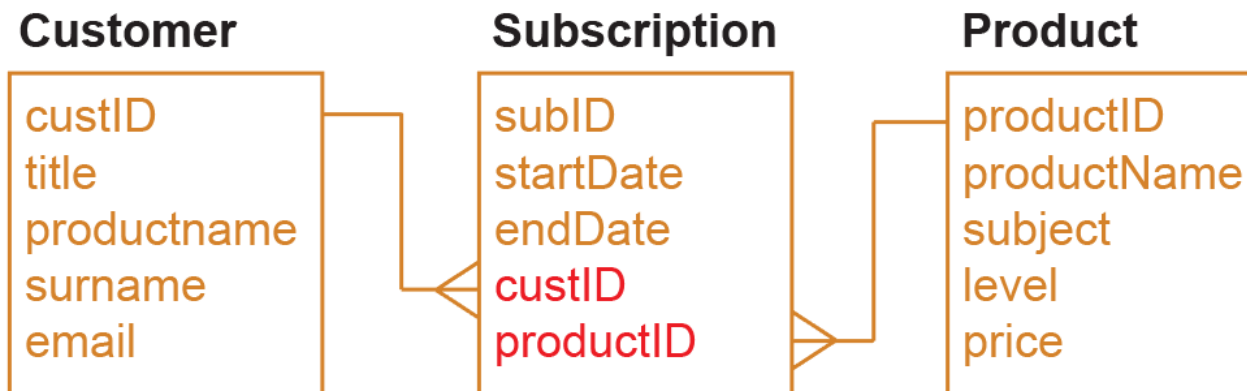 Customer
custID
title
productname
surname
email
Subscription
subID
startDate
endDate
custID
productID
Product
productID
productName
subject
level
price